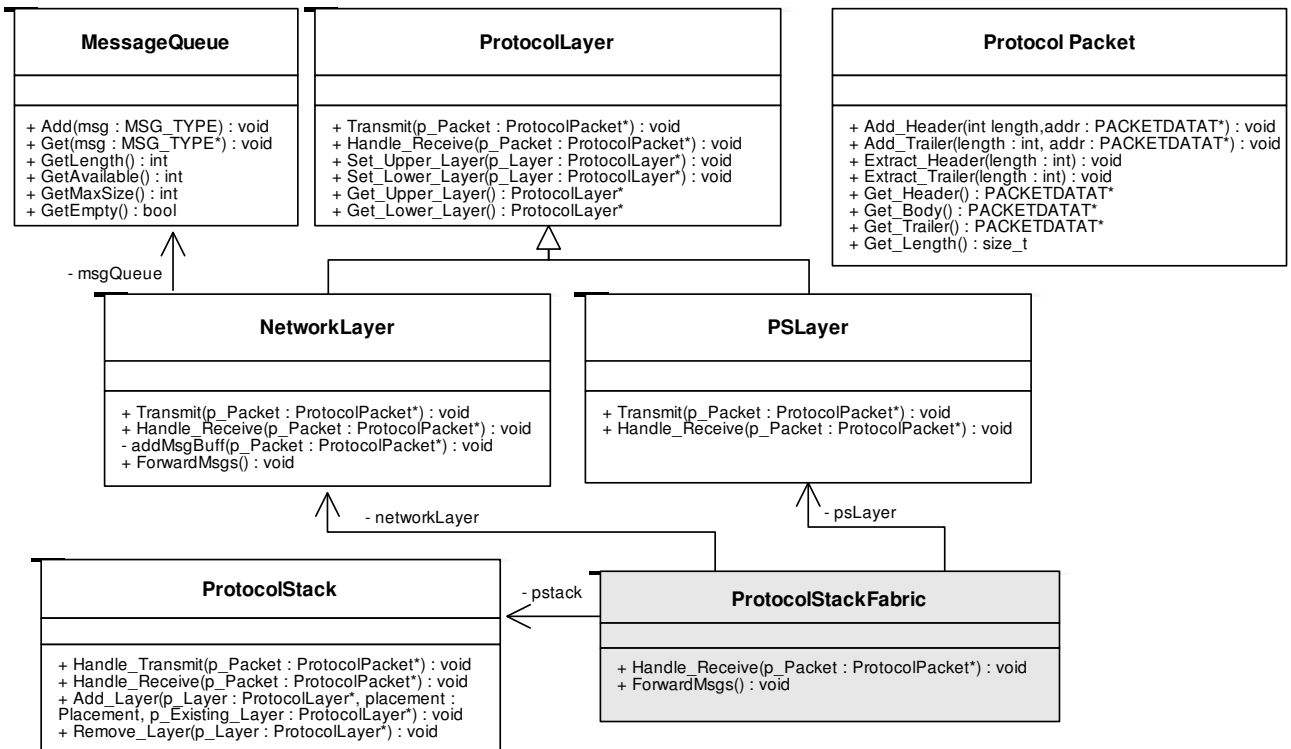 MessageQueue
+ Add(msg : MSG_TYPE) : void
+ Get(msg : MSG_TYPE*) : void
+ GetLength() : int
+ GetAvailable() : int
+ GetMaxSize() : int
+ GetEmpty() : bool
ProtocolLayer
+ Transmit(p_Packet : ProtocolPacket*) : void
+ Handle_Receive(p_Packet : ProtocolPacket*) : void
+ Set_Upper_Layer(p_Layer : ProtocolLayer*) : void
+ Set_Lower_Layer(p_Layer : ProtocolLayer*) : void
+ Get_Upper_Layer() : ProtocolLayer*
+ Get_Lower_Layer() : ProtocolLayer*
Protocol Packet
+ Add_Header(int length,addr : PACKETDATAT*) : void
+ Add_Trailer(length : int, addr : PACKETDATAT*) : void
+ Extract_Header(length : int) : void
+ Extract_Trailer(length : int) : void
+ Get_Header() : PACKETDATAT*
+ Get_Body() : PACKETDATAT*
+ Get_Trailer() : PACKETDATAT*
+ Get_Length() : size_t
- msgQueue
NetworkLayer
+ Transmit(p_Packet : ProtocolPacket*) : void
+ Handle_Receive(p_Packet : ProtocolPacket*) : void
- addMsgBuff(p_Packet : ProtocolPacket*) : void
+ ForwardMsgs() : void
PSLayer
+ Transmit(p_Packet : ProtocolPacket*) : void
+ Handle_Receive(p_Packet : ProtocolPacket*) : void
- networkLayer
- psLayer
ProtocolStack
+ Handle_Transmit(p_Packet : ProtocolPacket*) : void
+ Handle_Receive(p_Packet : ProtocolPacket*) : void
+ Add_Layer(p_Layer : ProtocolLayer*, placement :
Placement, p_Existing_Layer : ProtocolLayer*) : void
+ Remove_Layer(p_Layer : ProtocolLayer*) : void
- pstack
ProtocolStackFabric
+ Handle_Receive(p_Packet : ProtocolPacket*) : void
+ ForwardMsgs() : void